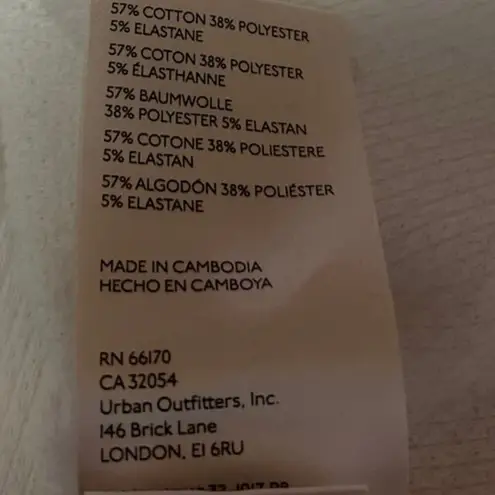 57% COTTON 38% POLYESTER
5% ELASTANE
57% COTON 38% POLYESTER
5% ÉLASTHANNE
57% BAUMWOLLE
38% POLYESTER 5% ELASTAN
57% COTONE 38% POLIESTERE
5% ELASTAN
57% ALGODÓN 38% POLIÉSTER
5% ELASTANE
MADE IN CAMBODIA
HECHO EN CAMBOYA
RN 66170
CA 32054
Urban Outfitters, Inc.
146 Brick Lane
LONDON, E1 6RU